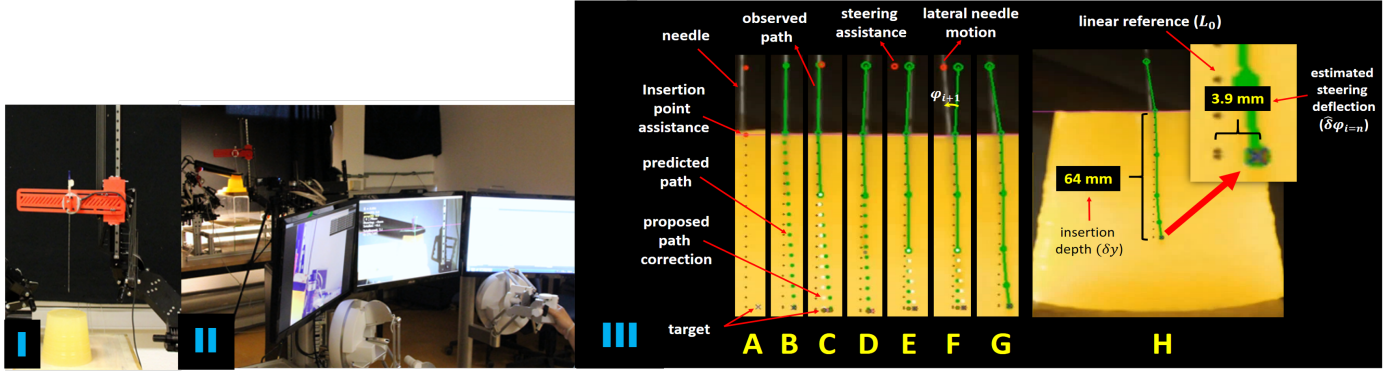 I
II
III
needle
observed
path
steering
assistance
lateral needle
motion
Insertion
point
assistance
predicted
path
proposed
path
correction
target
φᵢ₊₁
A
B
C
D
E
F
G
linear reference (L₀)
3.9 mm
estimated
steering
deflection
(δ̂φᵢ₌ₙ)
64 mm
insertion
depth (δy)
H